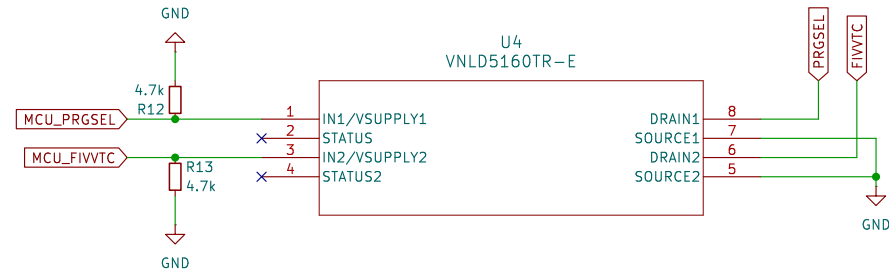 GND
U4
VNLD5160TR-E
PRGSEL
FIVVTC
4.7k
R12
MCU_PRGSEL
1
IN1/VSUPPLY1
DRAIN1
8
2
STATUS
SOURCE1
7
MCU_FIVVTC
3
IN2/VSUPPLY2
DRAIN2
6
R13
4.7k
4
STATUS2
SOURCE2
5
GND
GND